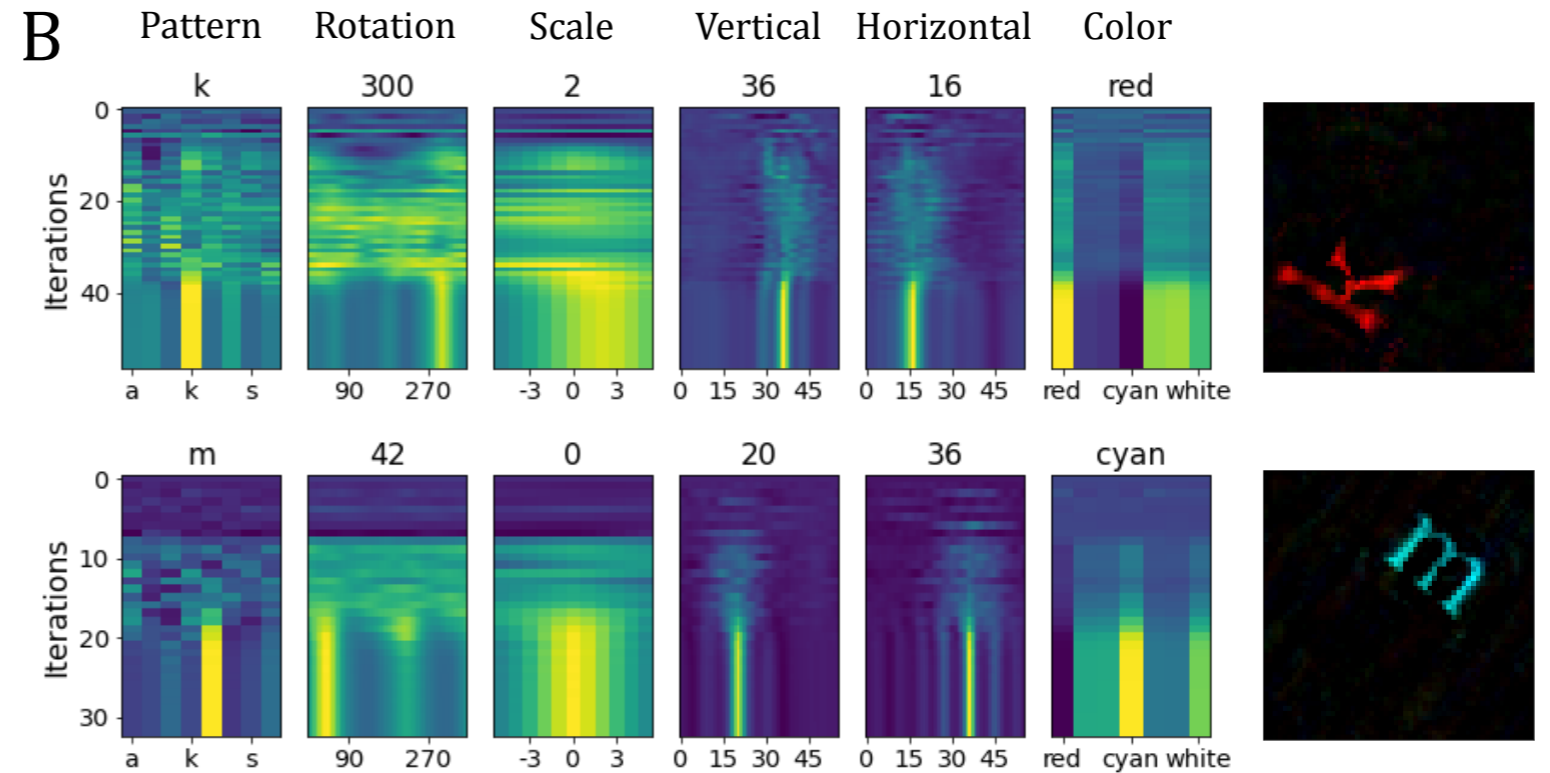 B Pattern Rotation Scale Vertical Horizontal Color
k 300 2 36 16 red
Iterations
0
20
40
a k s 90 270 -3 0 3 0 15 30 45 0 15 30 45 red cyan white
k
m 42 0 20 36 cyan
Iterations
0
10
20
30
a k s 90 270 -3 0 3 0 15 30 45 0 15 30 45 red cyan white
m